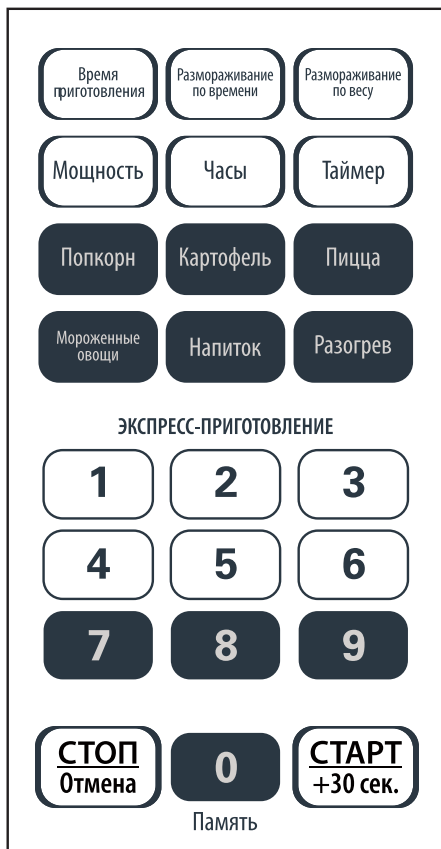 Время
приготовления
Размораживание
по времени
Размораживание
по весу
Мощность
Часы
Таймер
Попкорн
Картофель
Пицца
Мороженные
овощи
Напиток
Разогрев
ЭКСПРЕСС-ПРИГОТОВЛЕНИЕ
1
2
3
4
5
6
7
8
9
СТОП
Отмена
0
СТАРТ
+30 сек.
Память